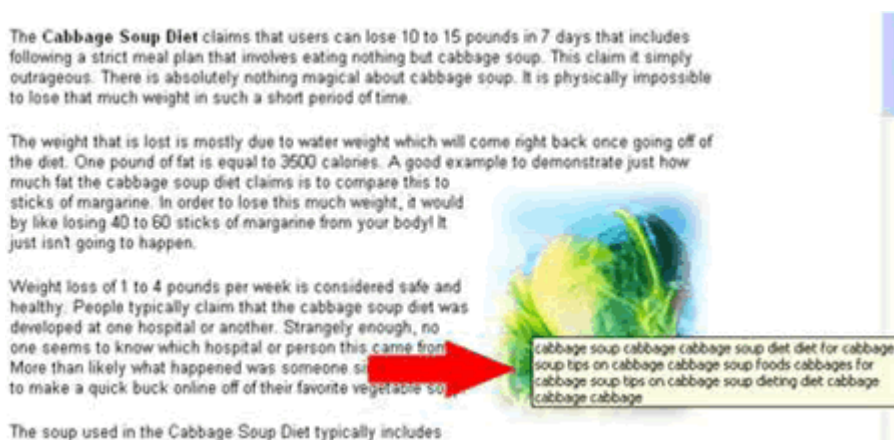 The Cabbage Soup Diet claims that users can lose 10 to 15 pounds in 7 days that includes
following a strict meal plan that involves eating nothing but cabbage soup. This claim it simply
outrageous. There is absolutely nothing magical about cabbage soup. It is physically impossible
to lose that much weight in such a short period of time.
The weight that is lost is mostly due to water weight which will come right back once going off of
the diet. One pound of fat is equal to 3500 calories. A good example to demonstrate just how
much fat the cabbage soup diet claims is to compare this to
sticks of margarine. In order to lose this much weight, it would
by like losing 40 to 60 sticks of margarine from your body! It
just isn't going to happen.
Weight loss of 1 to 4 pounds per week is considered safe and
healthy. People typically claim that the cabbage soup diet was
developed at one hospital or another. Strangely enough, no
one seems to know which hospital or person this came from
More than likely what happened was someone
to make a quick buck online off of their favorite vegetable
cabbage soup cabbage cabbage soup diet diet for cabbage
soup tips on cabbage cabbage soup foods cabbages for
cabbage soup tips on cabbage soup dieting diet cabbage
cabbage cabbage
The soup used in the Cabbage Soup Diet typically includes